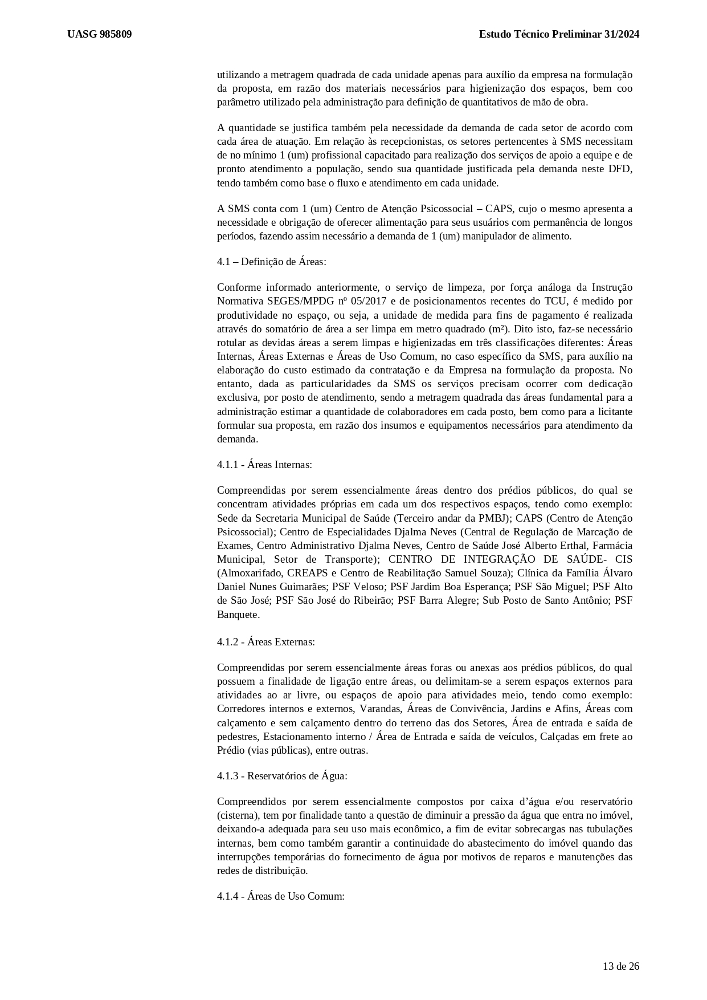 UASG 985809
Estudo Técnico Preliminar 31/2024
utilizando a metragem quadrada de cada unidade apenas para auxílio da empresa na formulação
da proposta, em razão dos materiais necessários para higienização dos espaços, bem coo
parâmetro utilizado pela administração para definição de quantitativos de mão de obra.
A quantidade se justifica também pela necessidade da demanda de cada setor de acordo com
cada área de atuação. Em relação às recepcionistas, os setores pertencentes à SMS necessitam
de no mínimo 1 (um) profissional capacitado para realização dos serviços de apoio a equipe e de
pronto atendimento a população, sendo sua quantidade justificada pela demanda neste DFD,
tendo também como base o fluxo e atendimento em cada unidade.
A SMS conta com 1 (um) Centro de Atenção Psicossocial – CAPS, cujo o mesmo apresenta a
necessidade e obrigação de oferecer alimentação para seus usuários com permanência de longos
períodos, fazendo assim necessário a demanda de 1 (um) manipulador de alimento.
4.1 – Definição de Áreas:
Conforme informado anteriormente, o serviço de limpeza, por força análoga da Instrução
Normativa SEGES/MPDG nº 05/2017 e de posicionamentos recentes do TCU, é medido por
produtividade no espaço, ou seja, a unidade de medida para fins de pagamento é realizada
através do somatório de área a ser limpa em metro quadrado (m²). Dito isto, faz-se necessário
rotular as devidas áreas a serem limpas e higienizadas em três classificações diferentes: Áreas
Internas, Áreas Externas e Áreas de Uso Comum, no caso específico da SMS, para auxílio na
elaboração do custo estimado da contratação e da Empresa na formulação da proposta. No
entanto, dada as particularidades da SMS os serviços precisam ocorrer com dedicação
exclusiva, por posto de atendimento, sendo a metragem quadrada das áreas fundamental para a
administração estimar a quantidade de colaboradores em cada posto, bem como para a licitante
formular sua proposta, em razão dos insumos e equipamentos necessários para atendimento da
demanda.
4.1.1 - Áreas Internas:
Compreendidas por serem essencialmente áreas dentro dos prédios públicos, do qual se
concentram atividades próprias em cada um dos respectivos espaços, tendo como exemplo:
Sede da Secretaria Municipal de Saúde (Terceiro andar da PMBJ); CAPS (Centro de Atenção
Psicossocial); Centro de Especialidades Djalma Neves (Central de Regulação de Marcação de
Exames, Centro Administrativo Djalma Neves, Centro de Saúde José Alberto Erthal, Farmácia
Municipal, Setor de Transporte); CENTRO DE INTEGRAÇÃO DE SAÚDE- CIS
(Almoxarifado, CREAPS e Centro de Reabilitação Samuel Souza); Clínica da Família Álvaro
Daniel Nunes Guimarães; PSF Veloso; PSF Jardim Boa Esperança; PSF São Miguel; PSF Alto
de São José; PSF São José do Ribeirão; PSF Barra Alegre; Sub Posto de Santo Antônio; PSF
Banquete.
4.1.2 - Áreas Externas:
Compreendidas por serem essencialmente áreas foras ou anexas aos prédios públicos, do qual
possuem a finalidade de ligação entre áreas, ou delimitam-se a serem espaços externos para
atividades ao ar livre, ou espaços de apoio para atividades meio, tendo como exemplo:
Corredores internos e externos, Varandas, Áreas de Convivência, Jardins e Afins, Áreas com
calçamento e sem calçamento dentro do terreno das dos Setores, Área de entrada e saída de
pedestres, Estacionamento interno / Área de Entrada e saída de veículos, Calçadas em frete ao
Prédio (vias públicas), entre outras.
4.1.3 - Reservatórios de Água:
Compreendidos por serem essencialmente compostos por caixa d’água e/ou reservatório
(cisterna), tem por finalidade tanto a questão de diminuir a pressão da água que entra no imóvel,
deixando-a adequada para seu uso mais econômico, a fim de evitar sobrecargas nas tubulações
internas, bem como também garantir a continuidade do abastecimento do imóvel quando das
interrupções temporárias do fornecimento de água por motivos de reparos e manutenções das
redes de distribuição.
4.1.4 - Áreas de Uso Comum:
13 de 26